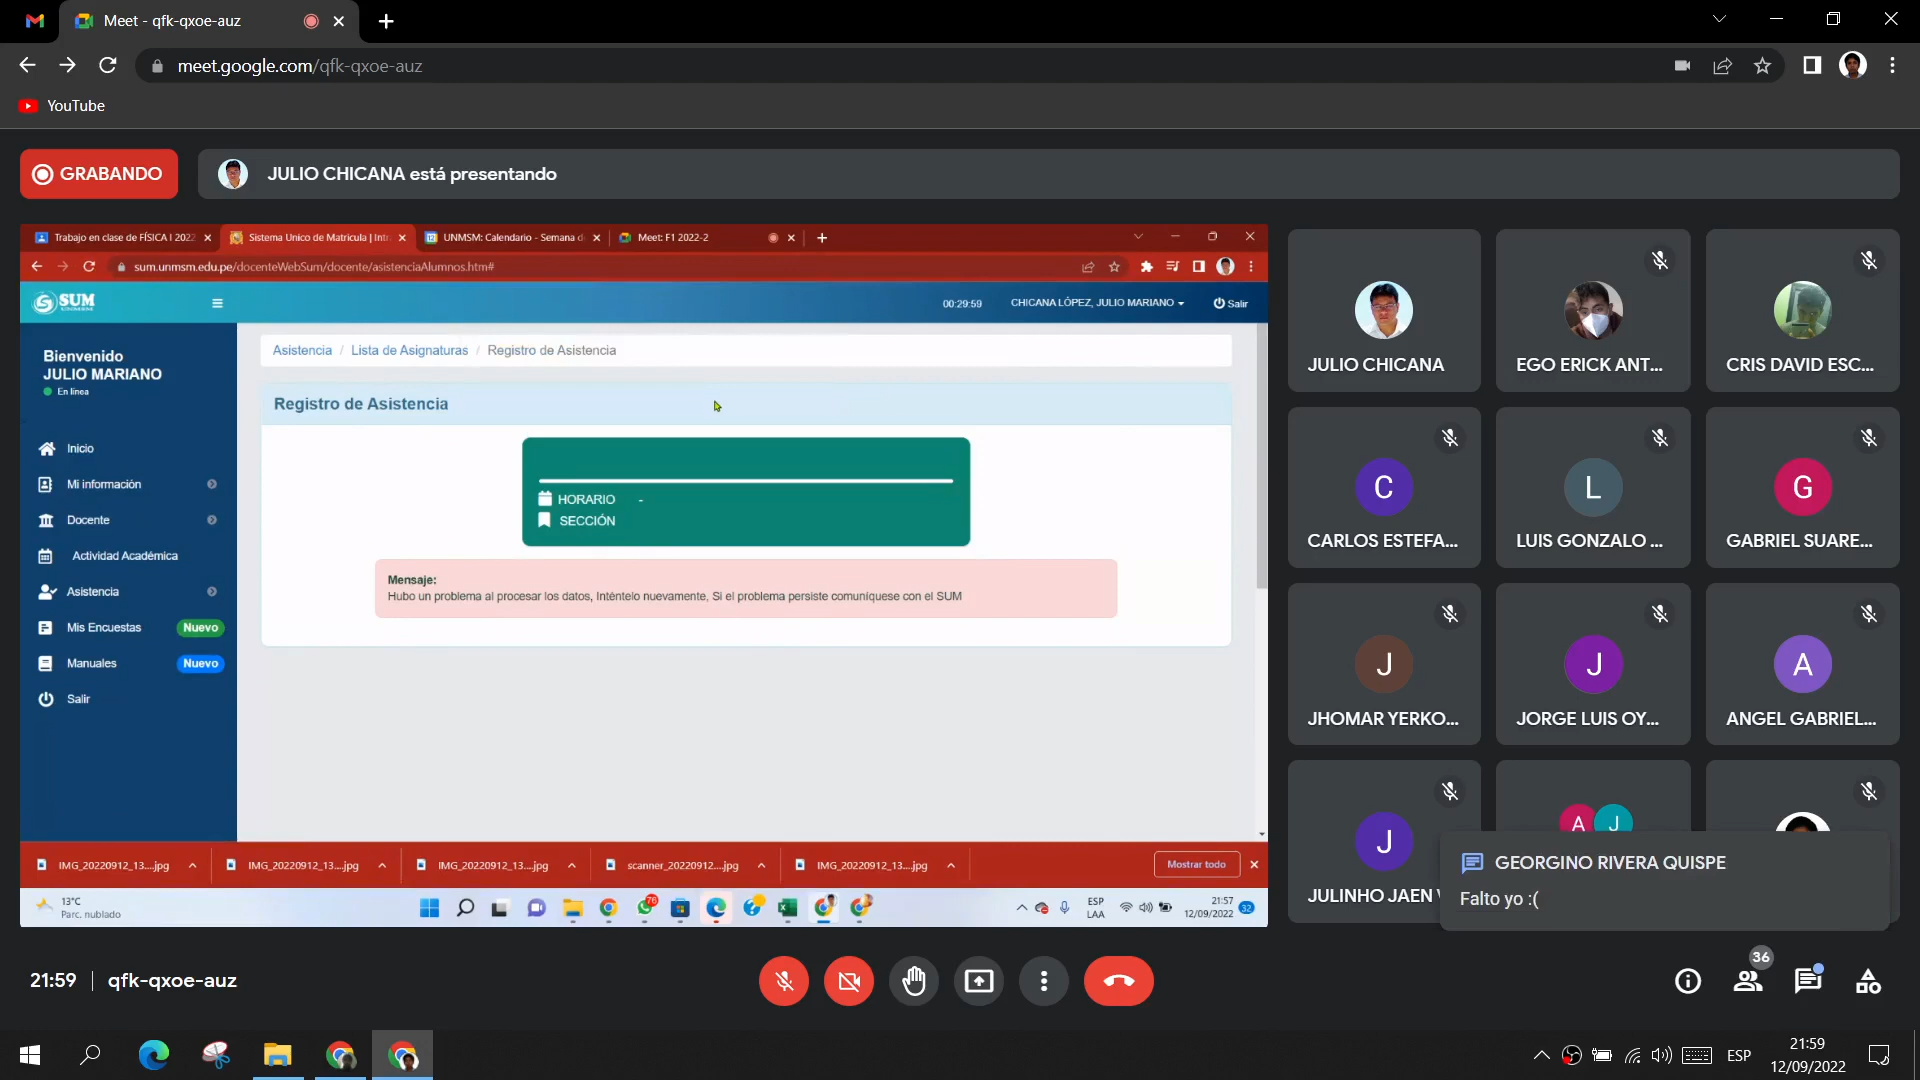 Meet - qfk-qxoe-auz
meet.google.com/qfk-qxoe-auz
YouTube
GRABANDO
JULIO CHICANA está presentando
Trabajo en clase de FÍSICA I 2022
Sistema Unico de Matricula | Intr
UNMSM: Calendario - Semana d
Meet: F1 2022-2
sum.unmsm.edu.pe/docenteWebSum/docente/asistenciaAlumnos.htm#
SUM
00:29:59
CHICANA LÓPEZ, JULIO MARIANO
Salir
Bienvenido
JULIO MARIANO
En línea
Inicio
Mi información
Docente
Actividad Académica
Asistencia
Mis Encuestas
Nuevo
Manuales
Nuevo
Salir
Asistencia / Lista de Asignaturas / Registro de Asistencia
Registro de Asistencia
HORARIO -
SECCIÓN
Mensaje:
Hubo un problema al procesar los datos, Inténtelo nuevamente, Si el problema persiste comuníquese con el SUM
IMG_20220912_13....jpg
IMG_20220912_13....jpg
IMG_20220912_13....jpg
scanner_20220912....jpg
IMG_20220912_13....jpg
Mostrar todo
13°C
Parc. nublado
76
ESP
LAA
21:57
12/09/2022
32
JULIO CHICANA
EGO ERICK ANT...
CRIS DAVID ESC...
C
CARLOS ESTEFA...
L
LUIS GONZALO ...
G
GABRIEL SUARE...
J
JHOMAR YERKO...
J
JORGE LUIS OY...
A
ANGEL GABRIEL...
J
JULINHO JAEN
A
J
GEORGINO RIVERA QUISPE
Falto yo :(
21:59 | qfk-qxoe-auz
36
ESP
21:59
12/09/2022